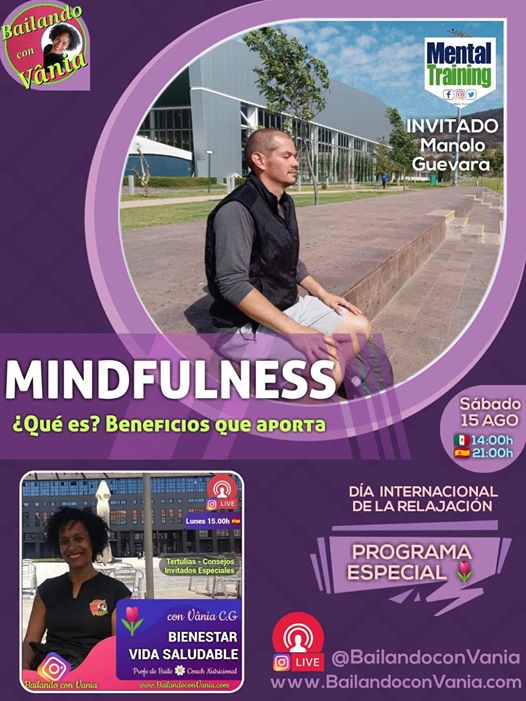 Bailando
con
Vânia
Mental
Training
INVITADO
Manolo
Guevara
MINDFULNESS
¿Qué es? Beneficios que aporta
Sábado
15 AGO
14:00h
21:00h
DÍA INTERNACIONAL
DE LA RELAJACIÓN
PROGRAMA
ESPECIAL
LIVE
Lunes 15.00h
Tertulias - Consejos
Invitados Especiales
con Vânia C.G
BIENESTAR
VIDA SALUDABLE
Profe de Baile Coach Nutricional
www.BailandoconVania.com
Bailando con Vania
LIVE
@BailandoconVania
www.BailandoconVania.com